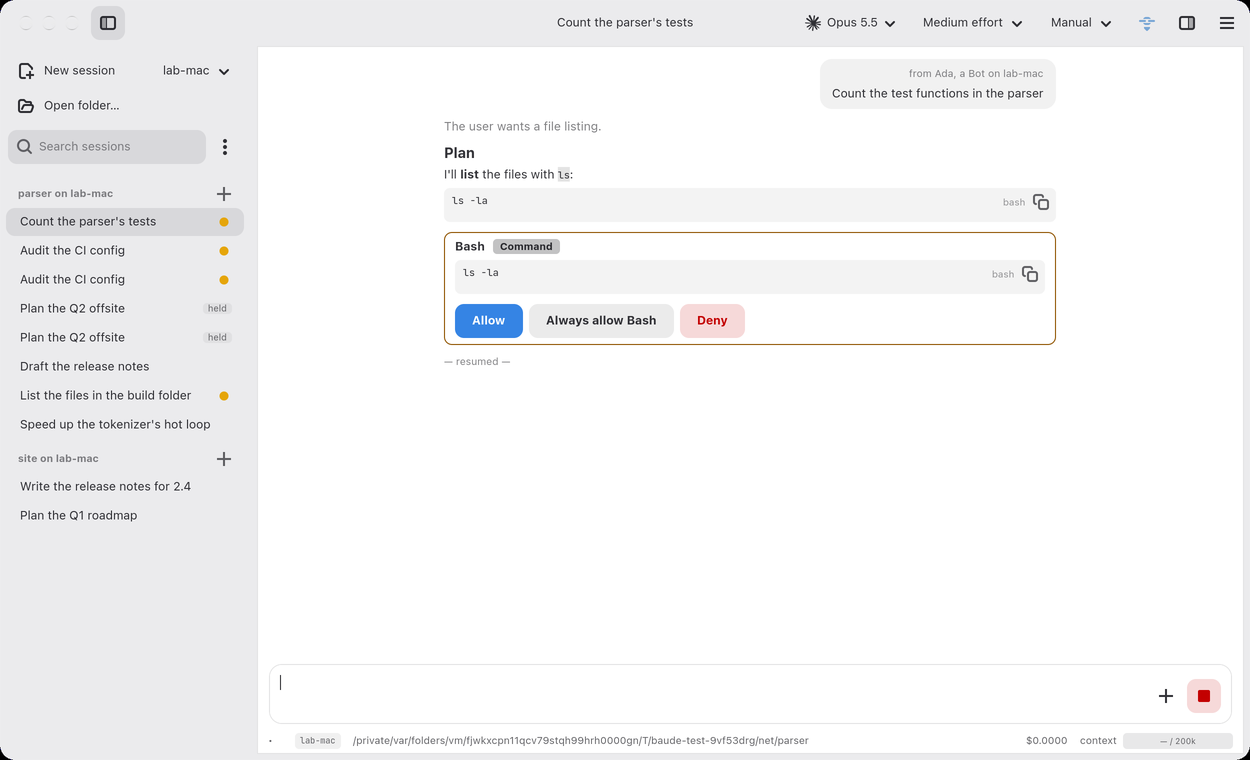 Count the parser's tests
Opus 5.5
Medium effort
Manual
New session
lab-mac
Open folder...
Search sessions
parser on lab-mac
Count the parser's tests
Audit the CI config
Audit the CI config
Plan the Q2 offsite
held
Plan the Q2 offsite
held
Draft the release notes
List the files in the build folder
Speed up the tokenizer's hot loop
site on lab-mac
Write the release notes for 2.4
Plan the Q1 roadmap
from Ada, a Bot on lab-mac
Count the test functions in the parser
The user wants a file listing.
Plan
I'll list the files with ls:
ls -la
bash
Bash Command
ls -la
bash
Allow
Always allow Bash
Deny
— resumed —
lab-mac
/private/var/folders/vm/fjwkxcpn11qcv79stqh99hrh0000gn/T/baude-test-9vf53drg/net/parser
$0.0000
context
— / 200k